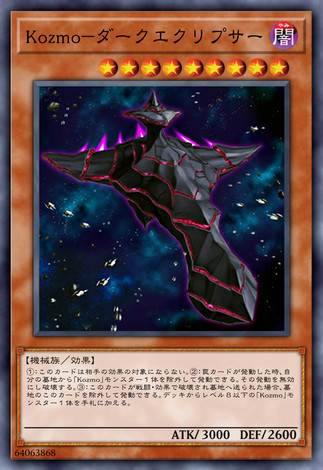 Kozmo－ダークエクリプサー
やみ
闇
【機械族／効果】
①：このカードは相手の効果の対象にならない。②：罠カードが発動した時、自
分の墓地から「Kozmo」モンスター１体を除外して発動できる。その発動を無効
にし破壊する。③：このカードが戦闘・効果で破壊され墓地へ送られた場合、墓
地のこのカードを除外して発動できる。デッキからレベル８以下の「Kozmo」モ
ンスター１体を手札に加える。
ATK/ 3000 DEF/2600
64063868